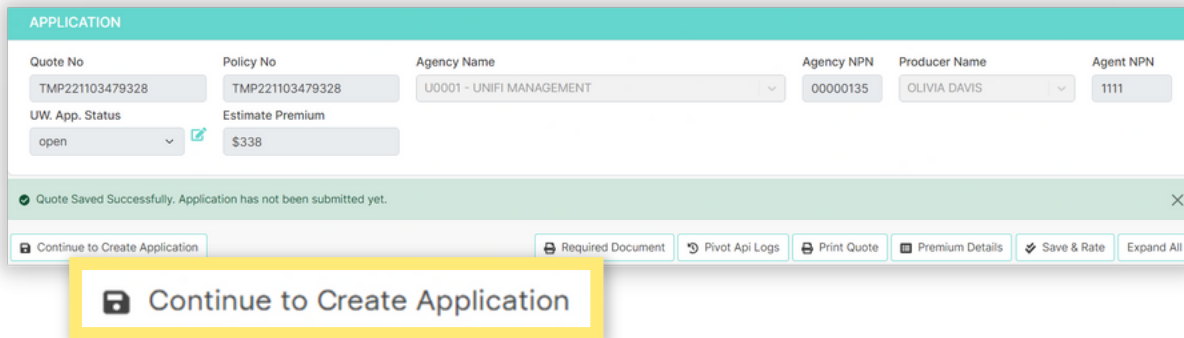 APPLICATION
Quote No Policy No Agency Name Agency NPN Producer Name Agent NPN
TMP221103479328 TMP221103479328 U0001 - UNIFI MANAGEMENT 00000135 OLIVIA DAVIS 1111
UW. App. Status Estimate Premium
open $338
Quote Saved Successfully. Application has not been submitted yet.
Continue to Create Application Required Document Pivot Api Logs Print Quote Premium Details Save & Rate Expand All
Continue to Create Application